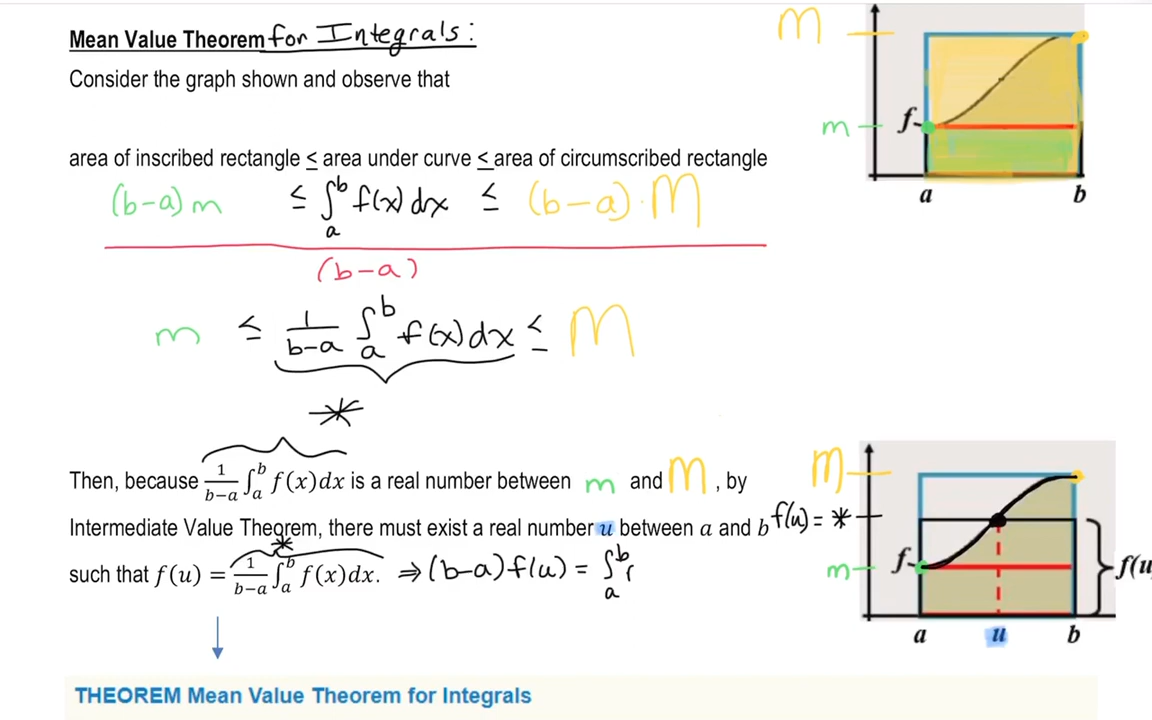 Mean Value Theorem for Integrals:
Consider the graph shown and observe that
area of inscribed rectangle ≤ area under curve ≤ area of circumscribed rectangle
(b-a) m ≤ ∫_a^b f(x) dx ≤ (b-a) · M
(b-a)
m ≤ 1/(b-a) ∫_a^b f(x) dx ≤ M
*
Then, because 1/(b-a) ∫_a^b f(x)dx is a real number between m and M, by
Intermediate Value Theorem, there must exist a real number u between a and b
*
such that f(u) = 1/(b-a) ∫_a^b f(x)dx. ⇒ (b-a) f(u) = ∫_a^b
THEOREM Mean Value Theorem for Integrals
M
m f
a b
M
f(u) = *
m f f(u
a u b